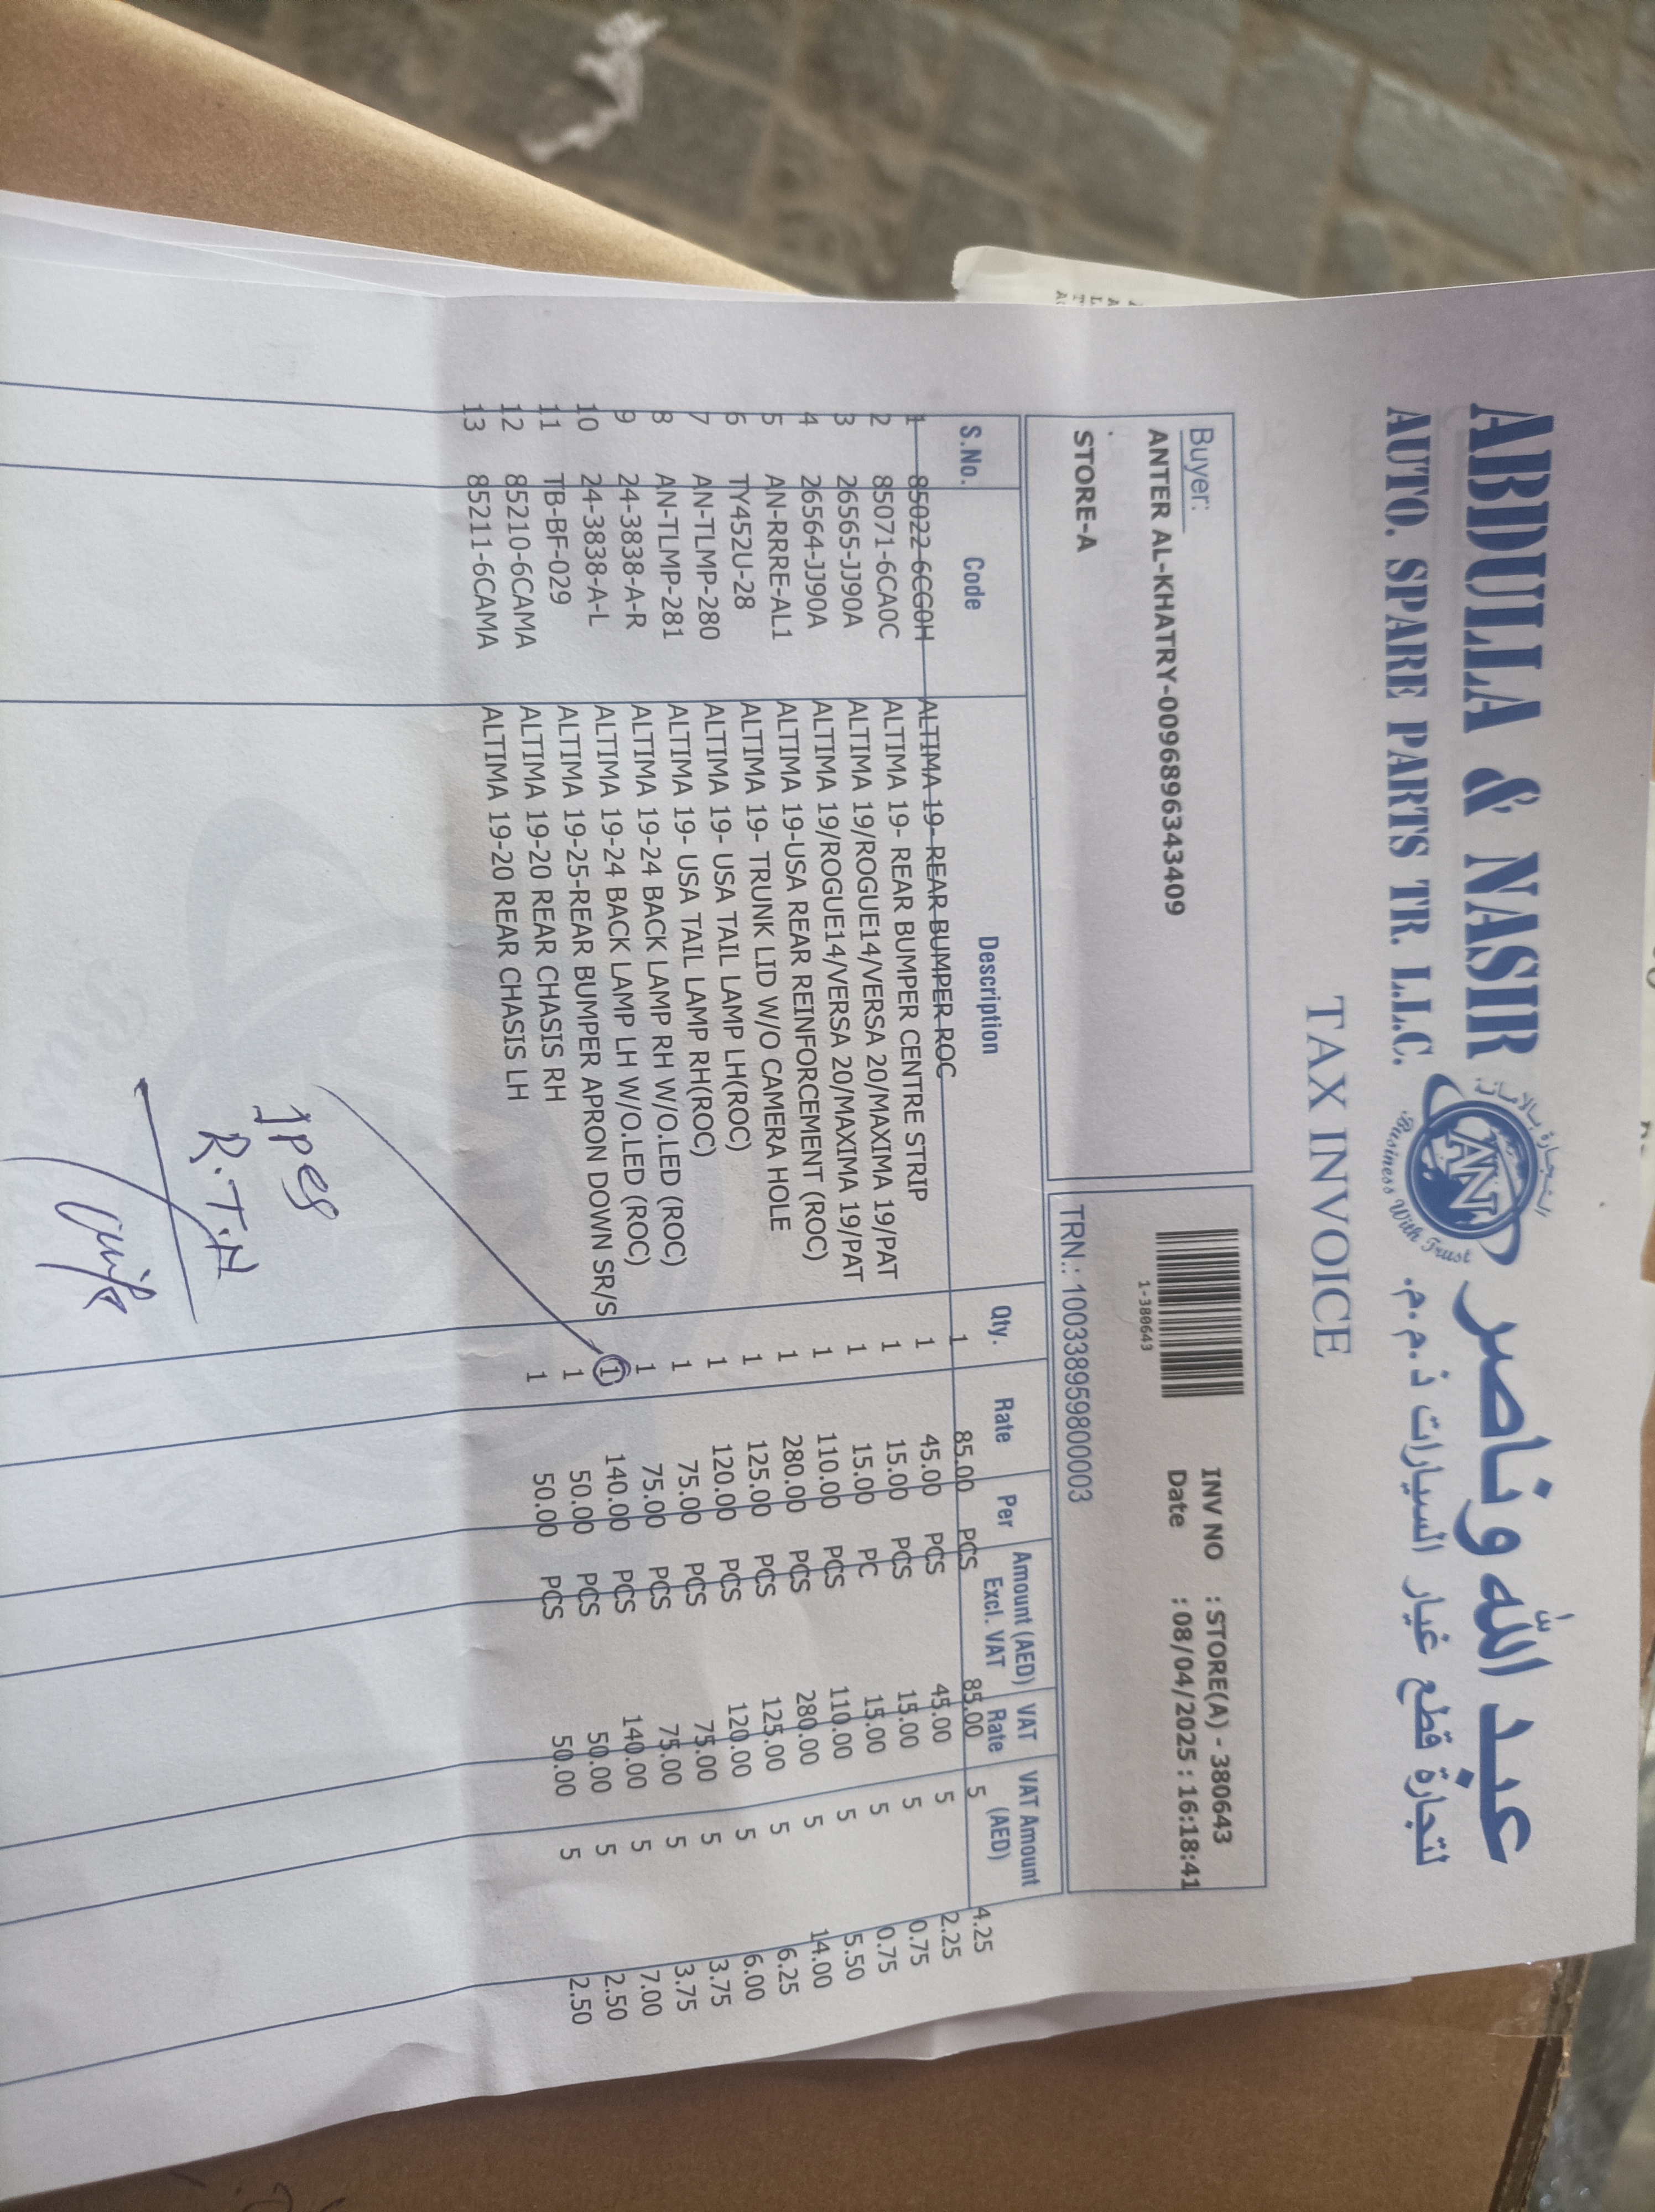 ABDULLA & NASIR
عبد الله وناصر
AUTO. SPARE PARTS TR. L.L.C.
لتجارة قطع غيار السيارات ذ.م.م.
التجارة بالأمانة
AN
Business With Trust
TAX INVOICE
Buyer:
ANTER AL-KHATRY-0096896343409
STORE-A
1-380643
INV NO : STORE(A) - 380643
Date : 08/04/2025 : 16:18:41
TRN.: 100338959800003
S.No. Code Description Qty. Rate Per Amount (AED) Excl. VAT VAT Rate VAT Amount (AED)
1 85022-6CG0H ALTIMA 19- REAR BUMPER ROC 1 85.00 PCS 85.00 5 4.25
2 85071-6CA0C ALTIMA 19- REAR BUMPER CENTRE STRIP 1 45.00 PCS 45.00 5 2.25
3 26565-JJ90A ALTIMA 19/ROGUE14/VERSA 20/MAXIMA 19/PAT 1 15.00 PCS 15.00 5 0.75
4 26564-JJ90A ALTIMA 19/ROGUE14/VERSA 20/MAXIMA 19/PAT 1 15.00 PC 15.00 5 0.75
5 AN-RRRE-AL1 ALTIMA 19-USA REAR REINFORCEMENT (ROC) 1 110.00 PCS 110.00 5 5.50
6 TY452U-28 ALTIMA 19- TRUNK LID W/O CAMERA HOLE 1 280.00 PCS 280.00 5 14.00
7 AN-TLMP-280 ALTIMA 19- USA TAIL LAMP LH(ROC) 1 125.00 PCS 125.00 5 6.25
8 AN-TLMP-281 ALTIMA 19- USA TAIL LAMP RH(ROC) 1 120.00 PCS 120.00 5 6.00
9 24-3838-A-R ALTIMA 19-24 BACK LAMP RH W/O.LED (ROC) 1 75.00 PCS 75.00 5 3.75
10 24-3838-A-L ALTIMA 19-24 BACK LAMP LH W/O.LED (ROC) 1 75.00 PCS 75.00 5 3.75
11 TB-BF-029 ALTIMA 19-25-REAR BUMPER APRON DOWN SR/S 1 140.00 PCS 140.00 5 7.00
12 85210-6CAMA ALTIMA 19-20 REAR CHASIS RH 1 50.00 PCS 50.00 5 2.50
13 85211-6CAMA ALTIMA 19-20 REAR CHASIS LH 1 50.00 PCS 50.00 5 2.50
1pes
R.T.N